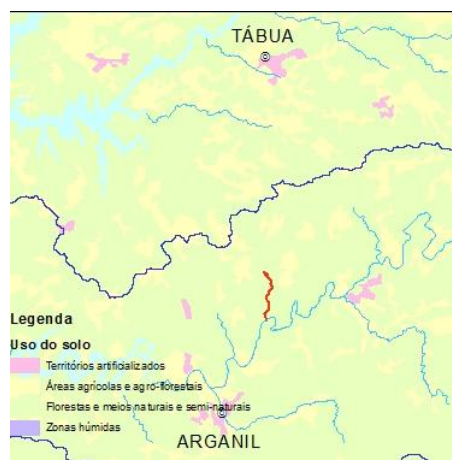 TÁBUA
Legenda
Uso do solo
Territórios artificializados
Áreas agrícolas e agro-florestais
Florestas e meios naturais e semi-naturais
Zonas húmidas
ARGANIL